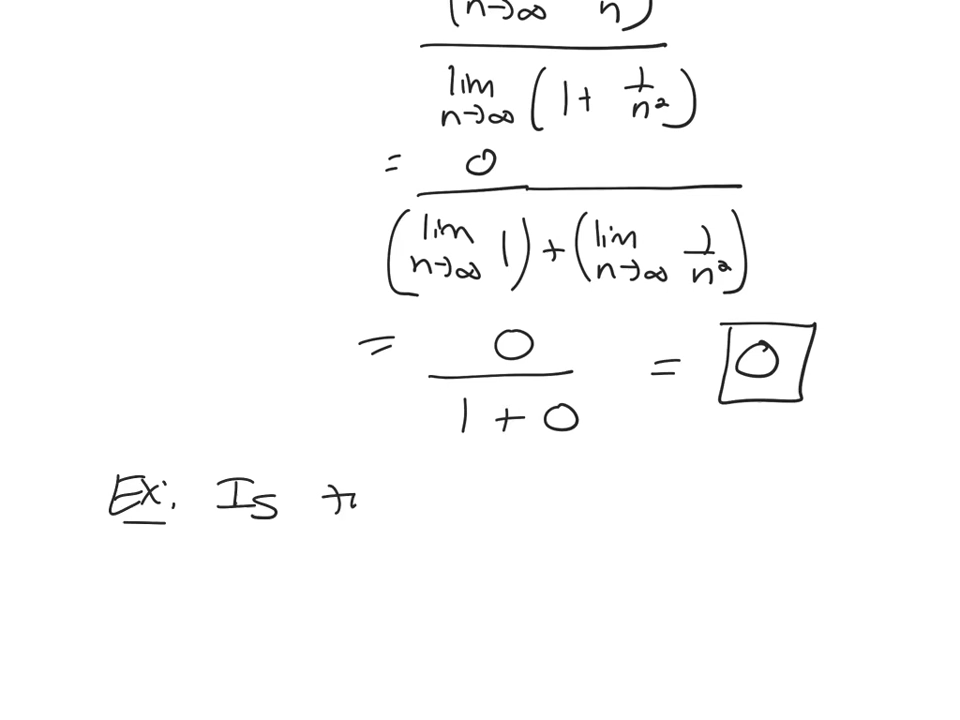 (n→∞ n)
lim n→∞ (1 + 1/n²)
= 0
(lim n→∞ 1) + (lim n→∞ 1/n²)
= 0 / 1 + 0 = 0
Ex: Is